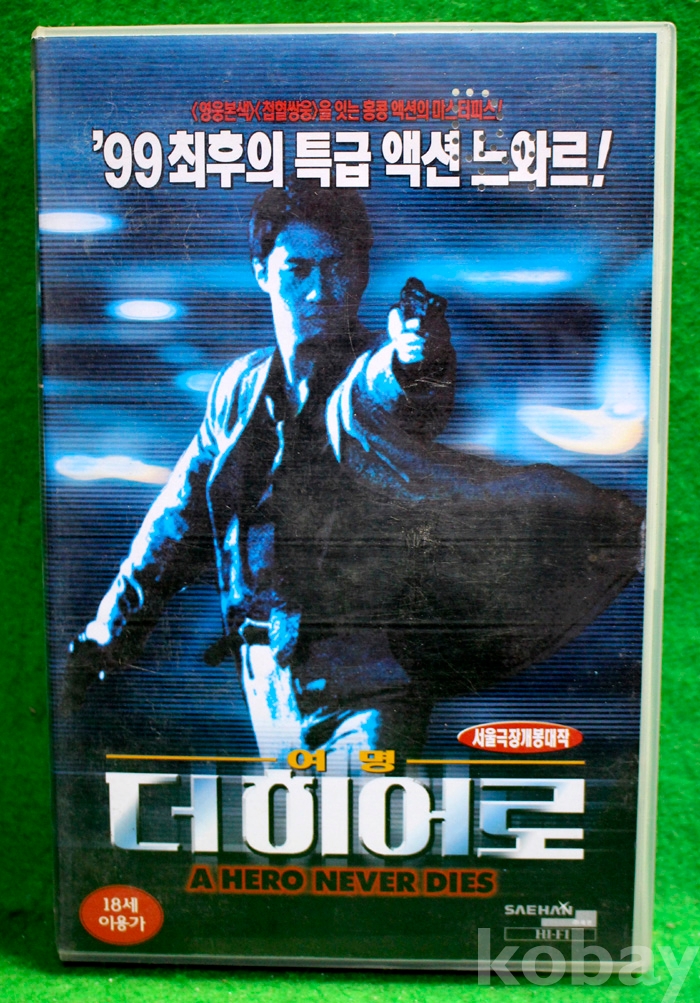 <영웅본색><첩혈쌍웅>을 잇는 홍콩 액션의 마스터피스!
'99 최후의 특급 액션 느와르!
서울극장개봉대작
여명
더 히어로
A HERO NEVER DIES
18세
이용가
SAEHAN
HI-FI
kobay